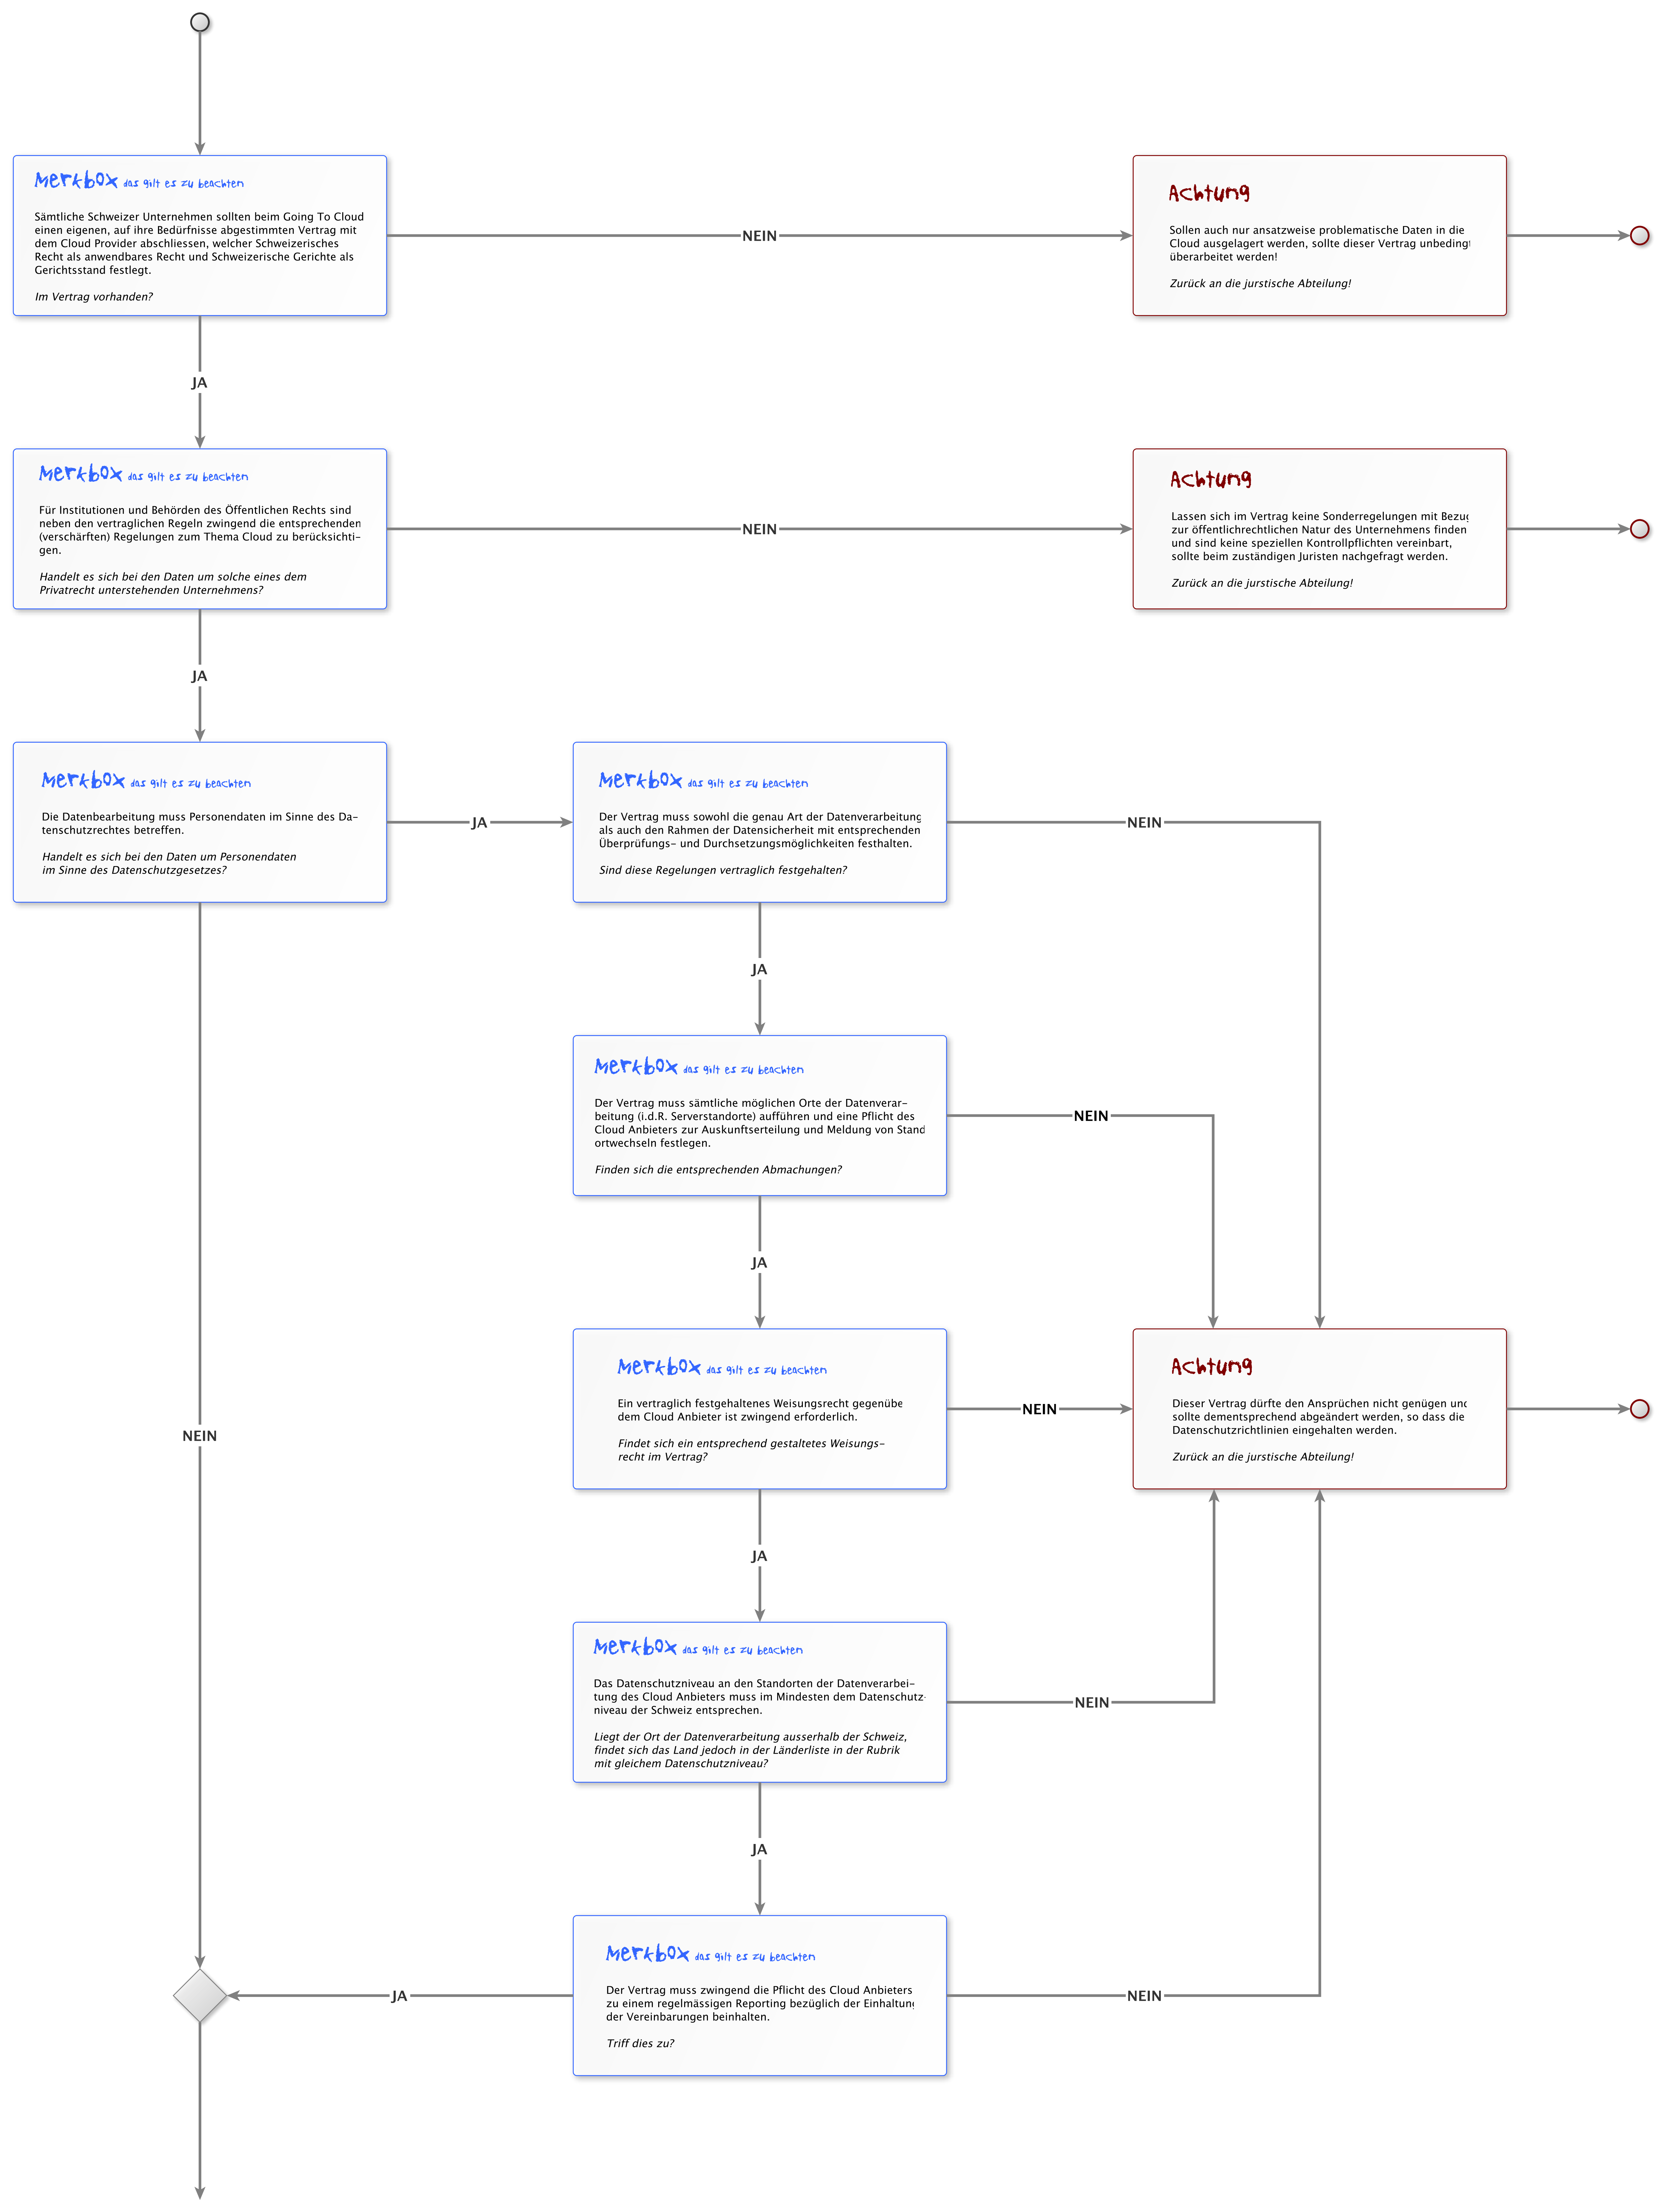 Merkbox das gilt es zu beachten
Sämtliche Schweizer Unternehmen sollten beim Going To Cloud
einen eigenen, auf ihre Bedürfnisse abgestimmten Vertrag mit
dem Cloud Provider abschliessen, welcher Schweizerisches
Recht als anwendbares Recht und Schweizerische Gerichte als
Gerichtsstand festlegt.
Im Vertrag vorhanden?
NEIN
Achtung
Sollen auch nur ansatzweise problematische Daten in die
Cloud ausgelagert werden, sollte dieser Vertrag unbeding
überarbeitet werden!
Zurück an die jurstische Abteilung!
JA
Merkbox das gilt es zu beachten
Für Institutionen und Behörden des Öffentlichen Rechts sind
neben den vertraglichen Regeln zwingend die entsprechenden
(verschärften) Regelungen zum Thema Cloud zu berücksichti-
gen.
Handelt es sich bei den Daten um solche eines dem
Privatrecht unterstehenden Unternehmens?
NEIN
Achtung
Lassen sich im Vertrag keine Sonderregelungen mit Bezug
zur öffentlichrechtlichen Natur des Unternehmens finden
und sind keine speziellen Kontrollpflichten vereinbart,
sollte beim zuständigen Juristen nachgefragt werden.
Zurück an die jurstische Abteilung!
JA
Merkbox das gilt es zu beachten
Die Datenbearbeitung muss Personendaten im Sinne des Da-
tenschutzrechtes betreffen.
Handelt es sich bei den Daten um Personendaten
im Sinne des Datenschutzgesetzes?
JA
Merkbox das gilt es zu beachten
Der Vertrag muss sowohl die genau Art der Datenverarbeitung
als auch den Rahmen der Datensicherheit mit entsprechenden
Überprüfungs- und Durchsetzungsmöglichkeiten festhalten.
Sind diese Regelungen vertraglich festgehalten?
NEIN
JA
Merkbox das gilt es zu beachten
Der Vertrag muss sämtliche möglichen Orte der Datenverar-
beitung (i.d.R. Serverstandorte) aufführen und eine Pflicht des
Cloud Anbieters zur Auskunftserteilung und Meldung von Stand
ortwechseln festlegen.
Finden sich die entsprechenden Abmachungen?
NEIN
JA
Merkbox das gilt es zu beachten
Ein vertraglich festgehaltenes Weisungsrecht gegenübe
dem Cloud Anbieter ist zwingend erforderlich.
Findet sich ein entsprechend gestaltetes Weisungs-
recht im Vertrag?
NEIN
Achtung
Dieser Vertrag dürfte den Ansprüchen nicht genügen und
sollte dementsprechend abgeändert werden, so dass die
Datenschutzrichtlinien eingehalten werden.
Zurück an die jurstische Abteilung!
NEIN
JA
Merkbox das gilt es zu beachten
Das Datenschutzniveau an den Standorten der Datenverarbei-
tung des Cloud Anbieters muss im Mindesten dem Datenschutz-
niveau der Schweiz entsprechen.
Liegt der Ort der Datenverarbeitung ausserhalb der Schweiz,
findet sich das Land jedoch in der Länderliste in der Rubrik
mit gleichem Datenschutzniveau?
NEIN
JA
Merkbox das gilt es zu beachten
Der Vertrag muss zwingend die Pflicht des Cloud Anbieters
zu einem regelmässigen Reporting bezüglich der Einhaltung
der Vereinbarungen beinhalten.
Triff dies zu?
JA
NEIN